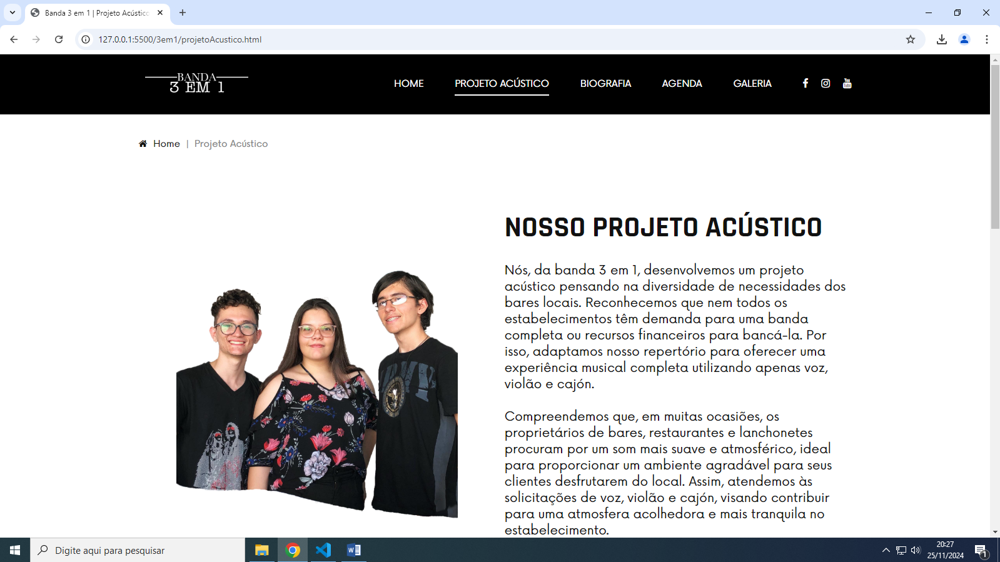 Banda 3 em 1 | Projeto Acústico
127.0.0.1:5500/3em1/projetoAcustico.html
BANDA
3 EM 1
HOME
PROJETO ACÚSTICO
BIOGRAFIA
AGENDA
GALERIA
You
Tube
Home | Projeto Acústico
NOSSO PROJETO ACÚSTICO
Nós, da banda 3 em 1, desenvolvemos um projeto
acústico pensando na diversidade de necessidades dos
bares locais. Reconhecemos que nem todos os
estabelecimentos têm demanda para uma banda
completa ou recursos financeiros para bancá-la. Por
isso, adaptamos nosso repertório para oferecer uma
experiência musical completa utilizando apenas voz,
violão e cajón.
Compreendemos que, em muitas ocasiões, os
proprietários de bares, restaurantes e lanchonetes
procuram por um som mais suave e atmosférico, ideal
para proporcionar um ambiente agradável para seus
clientes desfrutarem do local. Assim, atendemos às
solicitações de voz, violão e cajón, visando contribuir
para uma atmosfera acolhedora e mais tranquila no
estabelecimento.
Digite aqui para pesquisar
20:27
25/11/2024
1